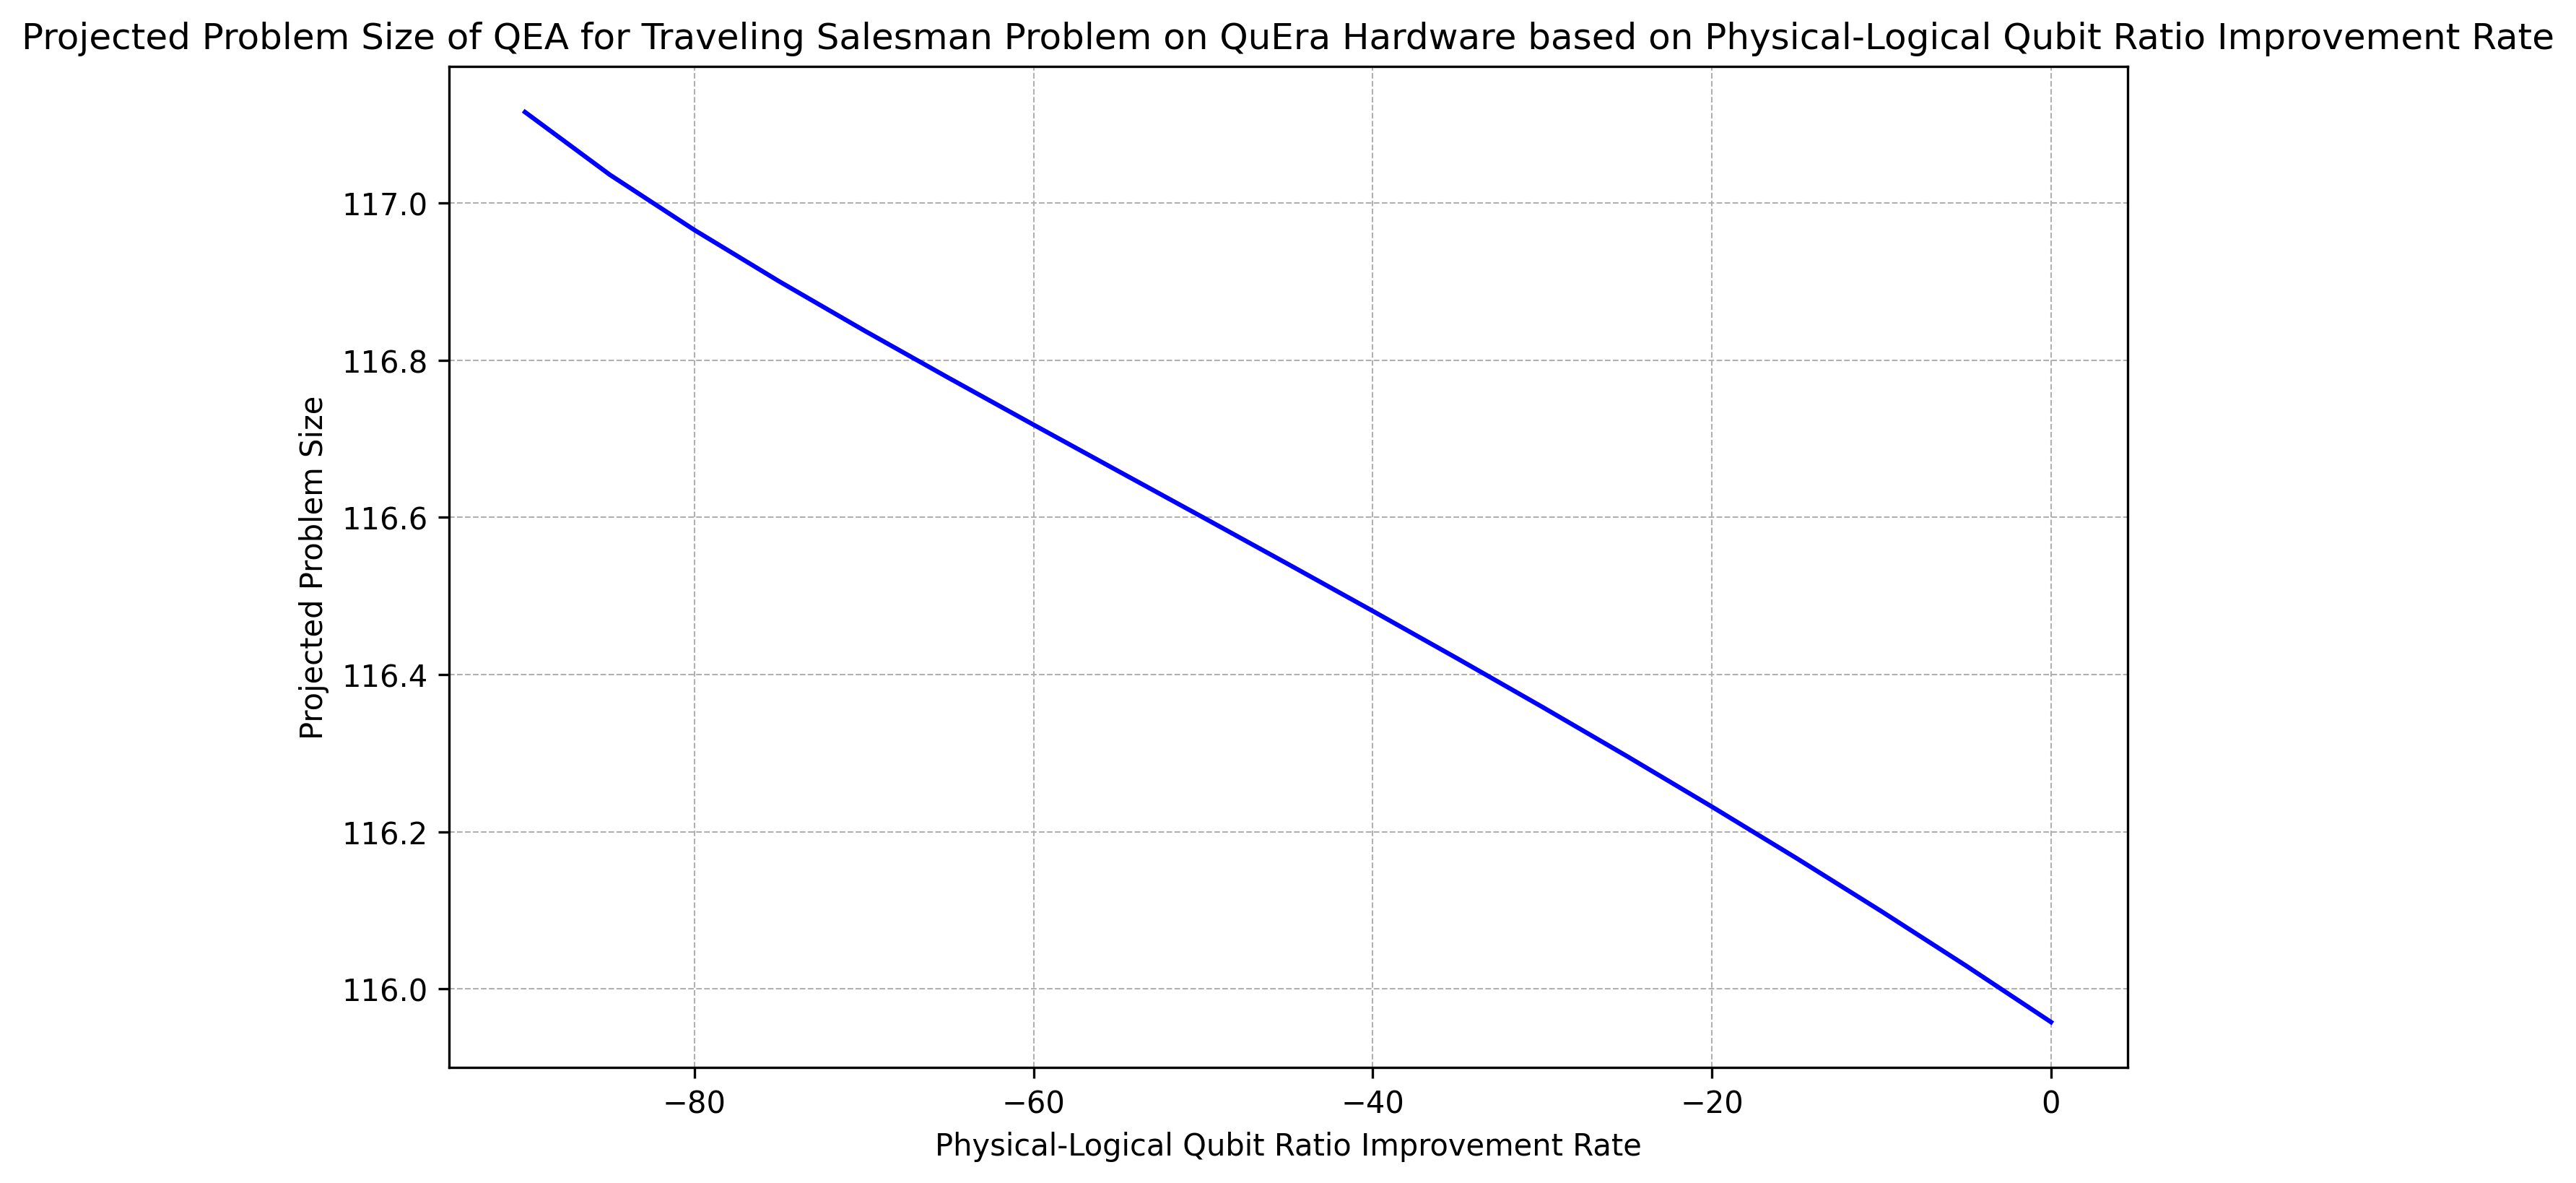 Projected Problem Size of QEA for Traveling Salesman Problem on QuEra Hardware based on Physical-Logical Qubit Ratio Improvement Rate
Projected Problem Size
117.0
116.8
116.6
116.4
116.2
116.0
−80 −60 −40 −20 0
Physical-Logical Qubit Ratio Improvement Rate